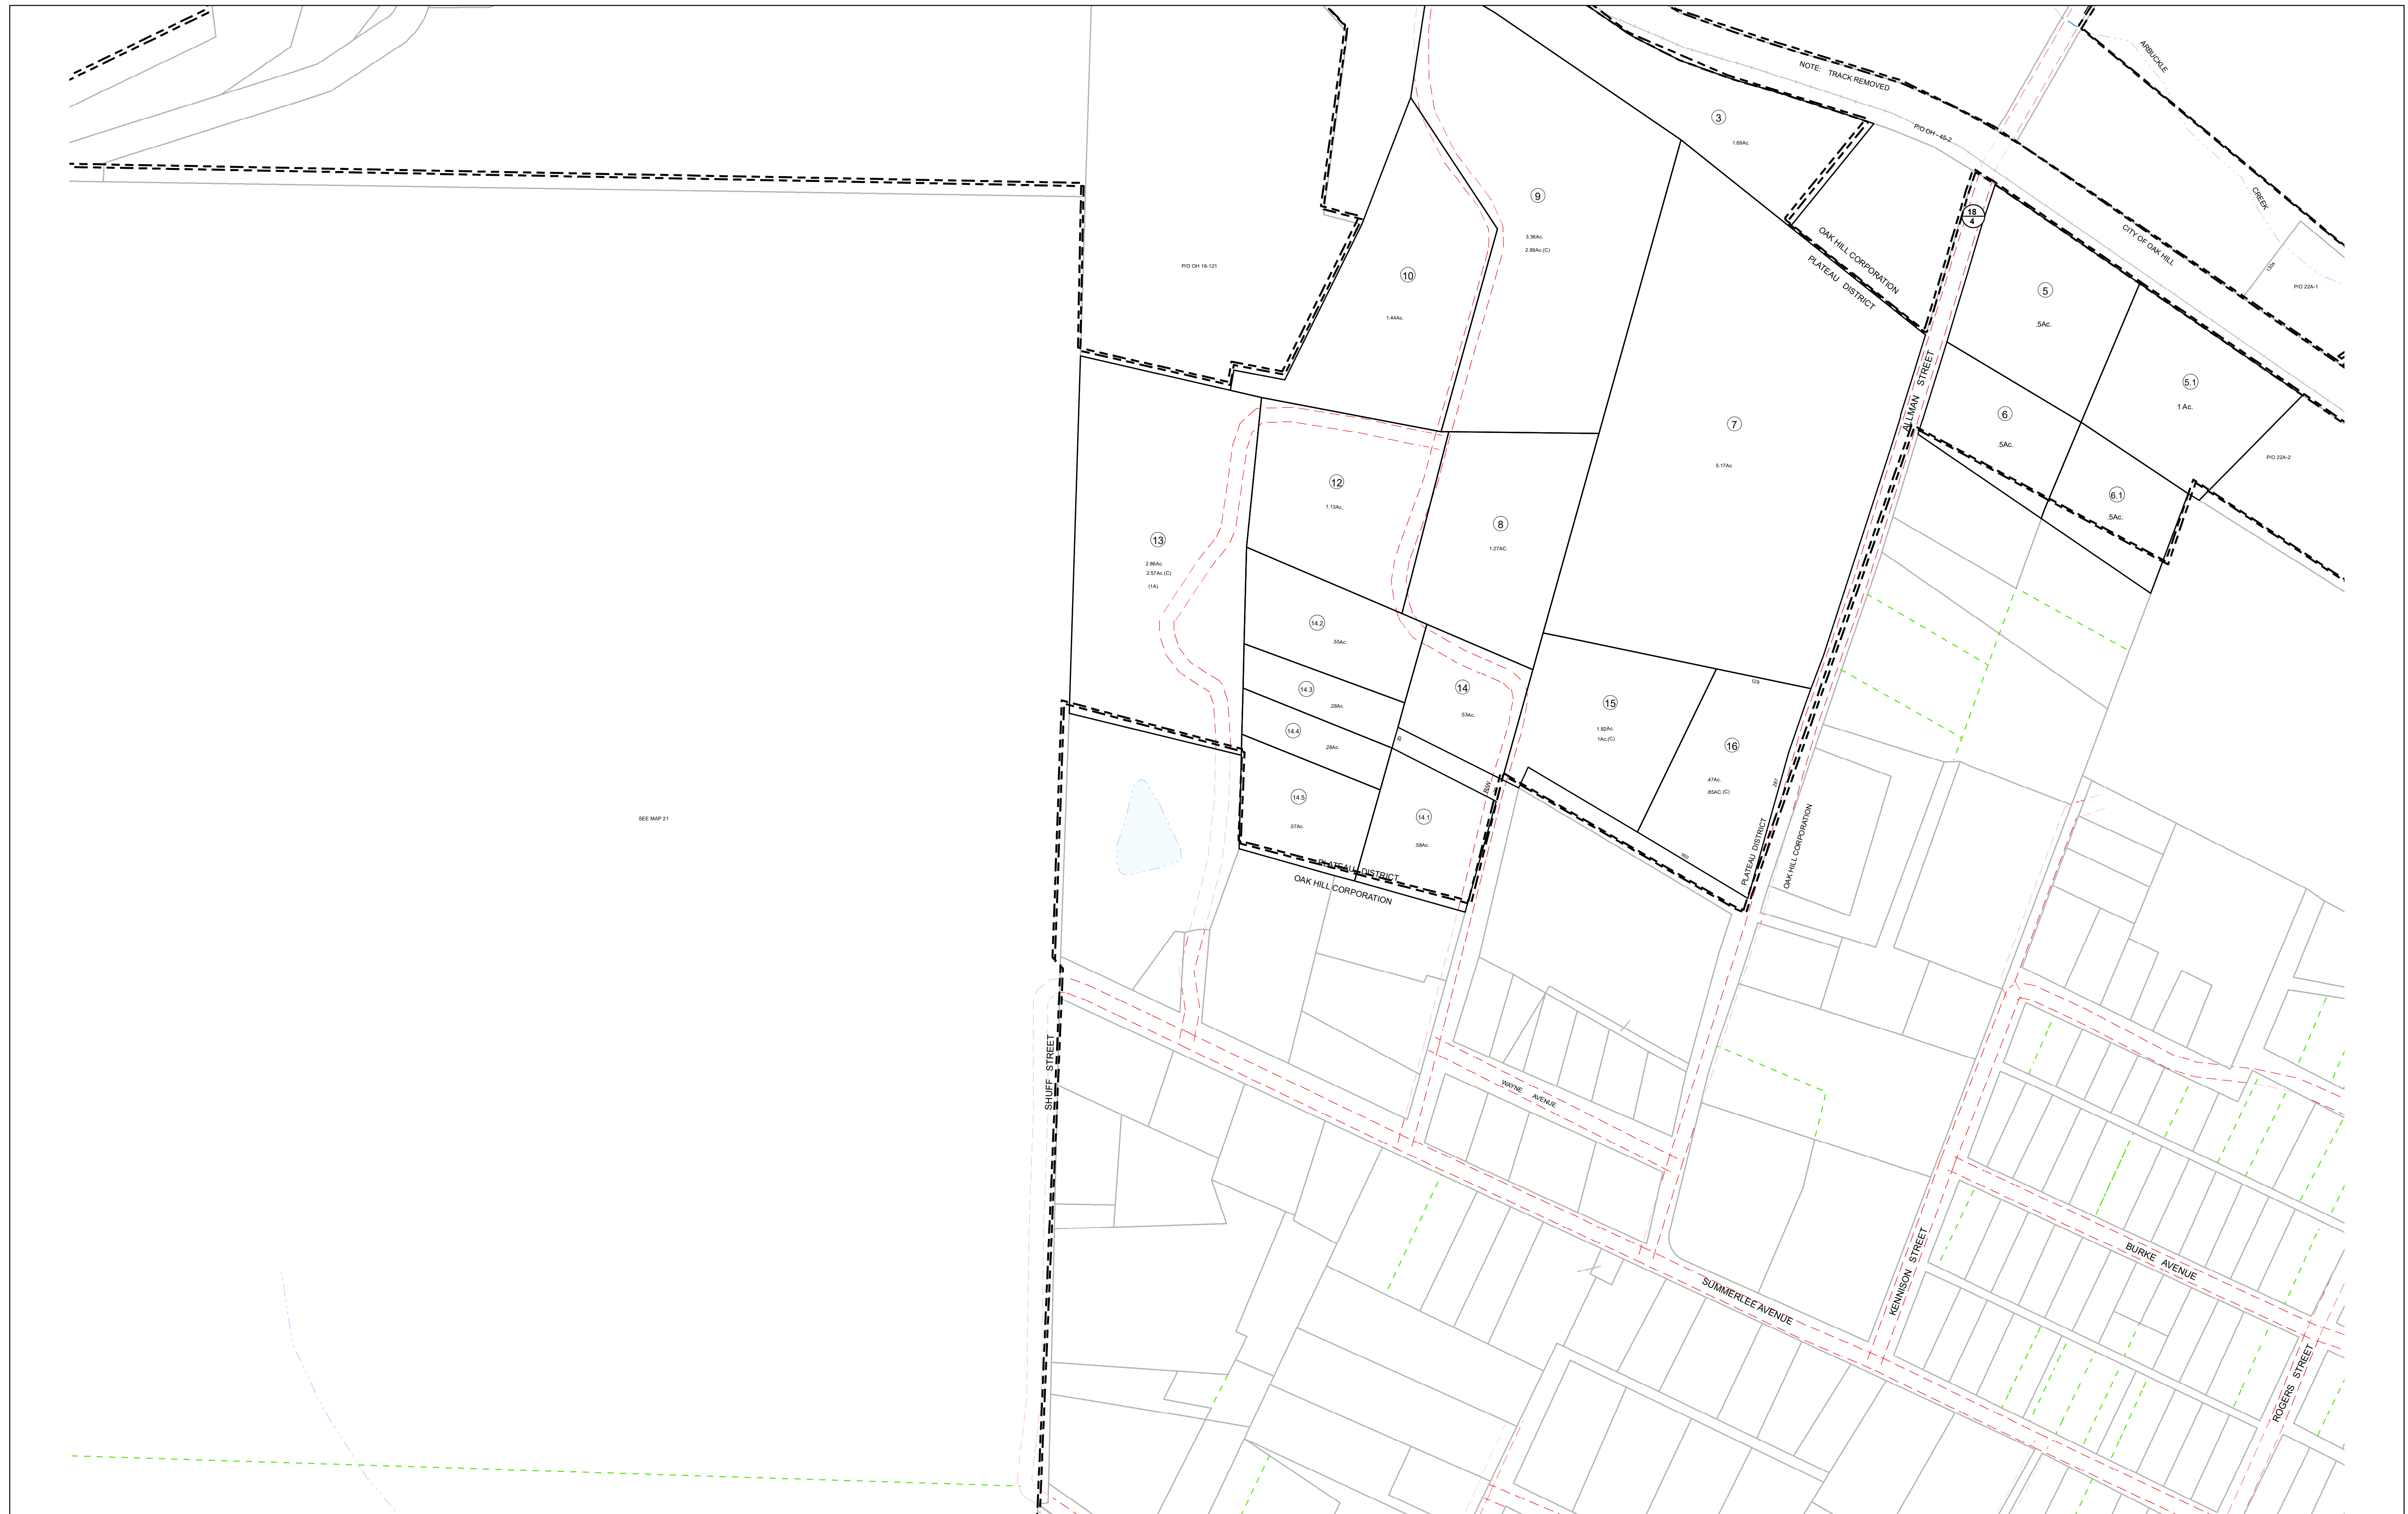 ARBUCKLE
NOTE: TRACK REMOVED
3
1.69Ac.
P/O OH - 45-2
CREEK
9
18
4
CITY OF OAK HILL
3.36Ac.
2.99Ac.(C)
P/O OH 16-121
10
OAK HILL CORPORATION
PLATEAU DISTRICT
130s
P/O 22A-1
5
.5Ac.
1.44Ac.
ALLMAN STREET
5.1
1 Ac.
6
.5Ac.
7
5.17Ac.
P/O 22A-2
12
1.13Ac.
6.1
.5Ac.
8
1.27AC.
13
2.86Ac.
2.57Ac.(C)
(1A)
14.2
.55Ac.
14.3
.28Ac.
14
.53Ac.
129
15
1.82Ac.
1Ac.(C)
14.4
.28Ac.
20
16
.47Ac.
.85AC.(C)
287
R/W
14.5
.57Ac.
14.1
.58Ac.
SEE MAP 21
160
PLATEAU DISTRICT
OAK HILL CORPORATION
PLATEAU DISTRICT
OAK HILL CORPORATION
SHUFF STREET
WAYNE AVENUE
SUMMERLEE AVENUE
KENNISON STREET
BURKE AVENUE
ROGERS STREET